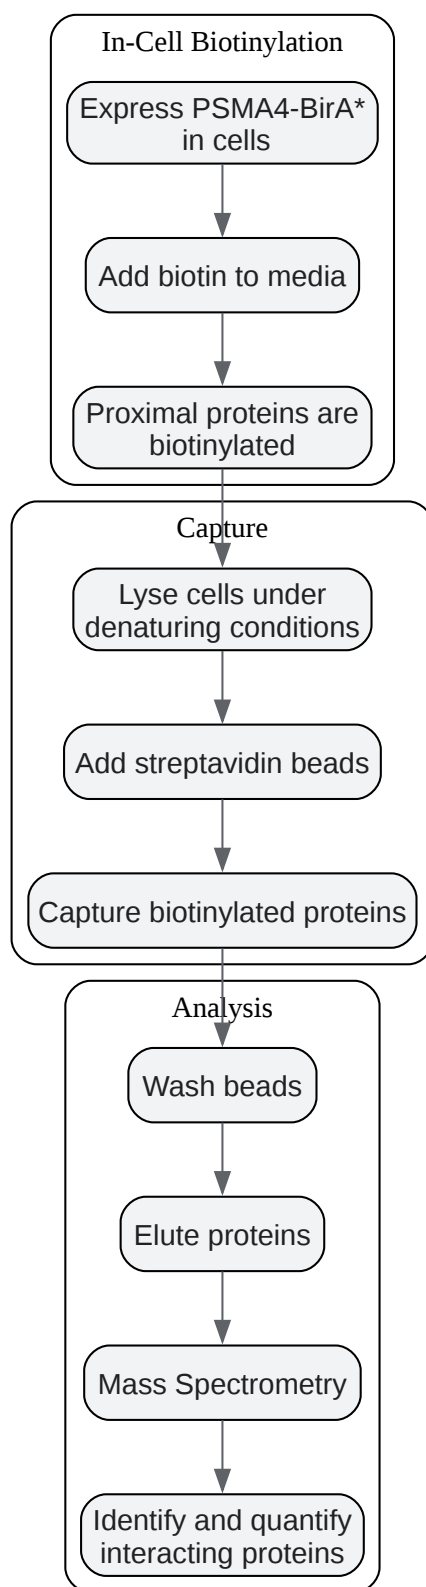 In-Cell Biotinylation
Express PSMA4-BirA*
in cells
Add biotin to media
Proximal proteins are
biotinylated
Capture
Lyse cells under
denaturing conditions
Add streptavidin beads
Capture biotinylated proteins
Analysis
Wash beads
Elute proteins
Mass Spectrometry
Identify and quantify
interacting proteins